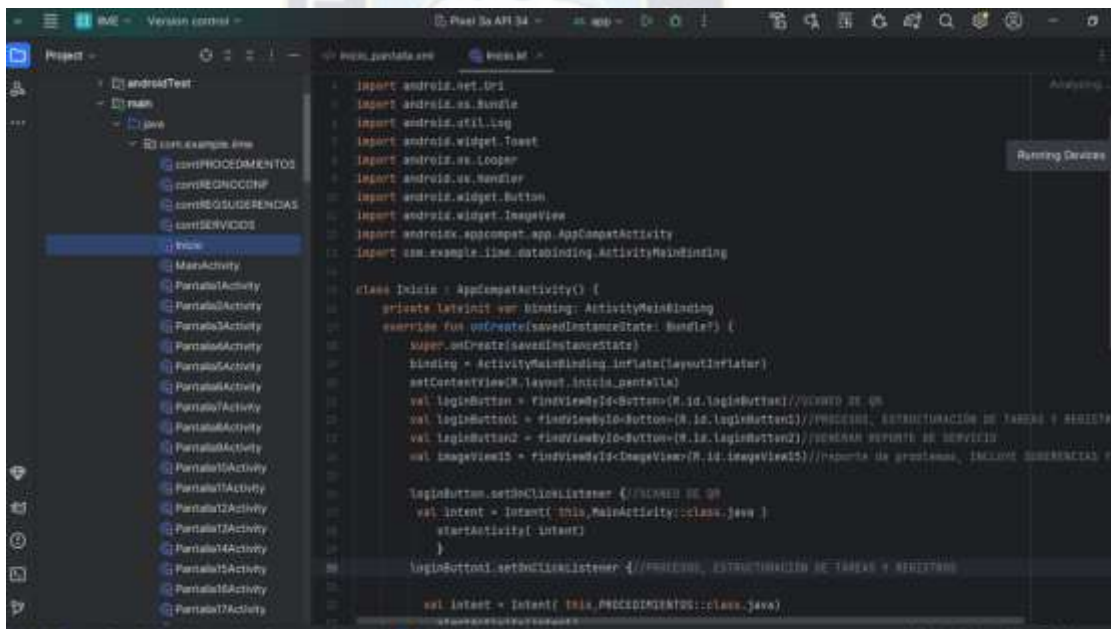 IIME
Version control
Pixel 3a API 34
app
Project
inicio_pantalla.xml
Inicio.kt
androidTest
main
java
com.example.iime
contPROCEDIMIENTOS
contREGNOCONF
contREGSUGERENCIAS
contSERVICIOS
Inicio
MainActivity
Pantalla1Activity
Pantalla2Activity
Pantalla3Activity
Pantalla4Activity
Pantalla5Activity
Pantalla6Activity
Pantalla7Activity
Pantalla8Activity
Pantalla9Activity
Pantalla10Activity
Pantalla11Activity
Pantalla12Activity
Pantalla13Activity
Pantalla14Activity
Pantalla15Activity
Pantalla16Activity
Pantalla17Activity
import android.net.Uri
import android.os.Bundle
import android.util.Log
import android.widget.Toast
import android.os.Looper
import android.os.Handler
import android.widget.Button
import android.widget.ImageView
import androidx.appcompat.app.AppCompatActivity
import com.example.iime.databinding.ActivityMainBinding
class Inicio : AppCompatActivity() {
private lateinit var binding: ActivityMainBinding
override fun onCreate(savedInstanceState: Bundle?) {
super.onCreate(savedInstanceState)
binding = ActivityMainBinding.inflate(layoutInflater)
setContentView(R.layout.inicio_pantalla)
val loginButton = findViewById<Button>(R.id.loginButton)//SCANEO DE QR
val loginButton1 = findViewById<Button>(R.id.loginButton1)//PROCESOS, ESTRUCTURACIÓN DE TAREAS Y REGISTR
val loginButton2 = findViewById<Button>(R.id.loginButton2)//GENERAR REPORTE DE SERVICIO
val imageView15 = findViewById<ImageView>(R.id.imageView15)//reporte de problemas, INCLUYE SUGERENCIAS Y
loginButton.setOnClickListener {//SCANEO DE QR
val intent = Intent( this,MainActivity::class.java )
startActivity( intent)
}
loginButton1.setOnClickListener {//PROCESOS, ESTRUCTURACIÓN DE TAREAS Y REGISTROS
val intent = Intent( this,PROCEDIMIENTOS::class.java)
startActivity(intent)
Analyzing...
Running Devices